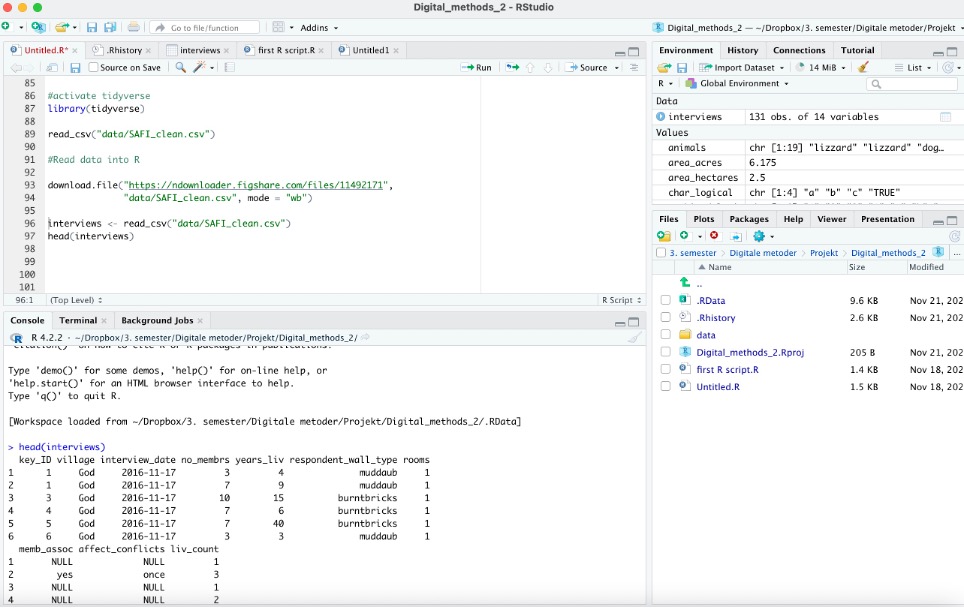 Digital_methods_2 - RStudio
Go to file/function
Addins
Digital_methods_2 — ~/Dropbox/3. semester/Digitale metoder/Projekt
Untitled.R*
.Rhistory
interviews
first R script.R
Untitled1
Source on Save
Run
Source
85
86 #activate tidyverse
87 library(tidyverse)
88
89 read_csv("data/SAFI_clean.csv")
90
91 #Read data into R
92
93 download.file("https://ndownloader.figshare.com/files/11492171",
94 "data/SAFI_clean.csv", mode = "wb")
95
96 interviews <- read_csv("data/SAFI_clean.csv")
97 head(interviews)
98
99
100
101
96:1 (Top Level) R Script
Console Terminal Background Jobs
R 4.2.2 · ~/Dropbox/3. semester/Digitale metoder/Projekt/Digital_methods_2/
'citation()' on how to cite R or R packages in publications.
Type 'demo()' for some demos, 'help()' for on-line help, or
'help.start()' for an HTML browser interface to help.
Type 'q()' to quit R.
[Workspace loaded from ~/Dropbox/3. semester/Digitale metoder/Projekt/Digital_methods_2/.RData]
> head(interviews)
key_ID village interview_date no_membrs years_liv respondent_wall_type rooms
1 1 God 2016-11-17 3 4 muddaub 1
2 1 God 2016-11-17 7 9 muddaub 1
3 3 God 2016-11-17 10 15 burntbricks 1
4 4 God 2016-11-17 7 6 burntbricks 1
5 5 God 2016-11-17 7 40 burntbricks 1
6 6 God 2016-11-17 3 3 muddaub 1
memb_assoc affect_conflicts liv_count
1 NULL NULL 1
2 yes once 3
3 NULL NULL 1
4 NULL NULL 2
Environment History Connections Tutorial
Import Dataset 14 MiB List
R Global Environment
Data
interviews 131 obs. of 14 variables
Values
animals chr [1:19] "lizzard" "lizzard" "dog…
area_acres 6.175
area_hectares 2.5
char_logical chr [1:4] "a" "b" "c" "TRUE"
Files Plots Packages Help Viewer Presentation
3. semester Digitale metoder Projekt Digital_methods_2 ...
Name Size Modified
..
.RData 9.6 KB Nov 21, 202
.Rhistory 2.6 KB Nov 21, 202
data
Digital_methods_2.Rproj 205 B Nov 21, 202
first R script.R 1.4 KB Nov 18, 202
Untitled.R 1.5 KB Nov 18, 202